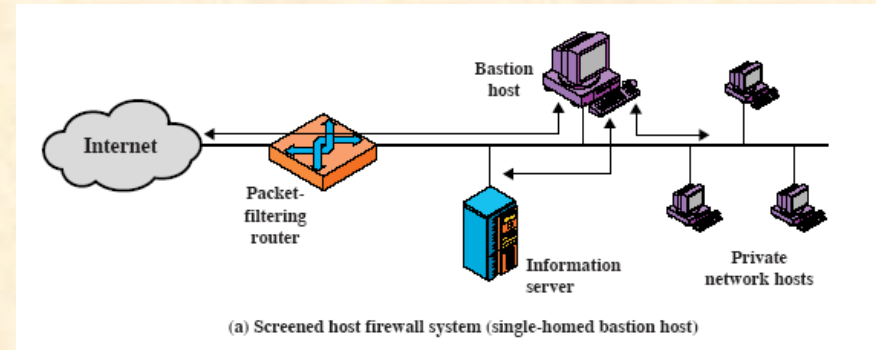 Bastion
host
Internet
Packet-
filtering
router
Information
server
Private
network hosts
(a) Screened host firewall system (single-homed bastion host)